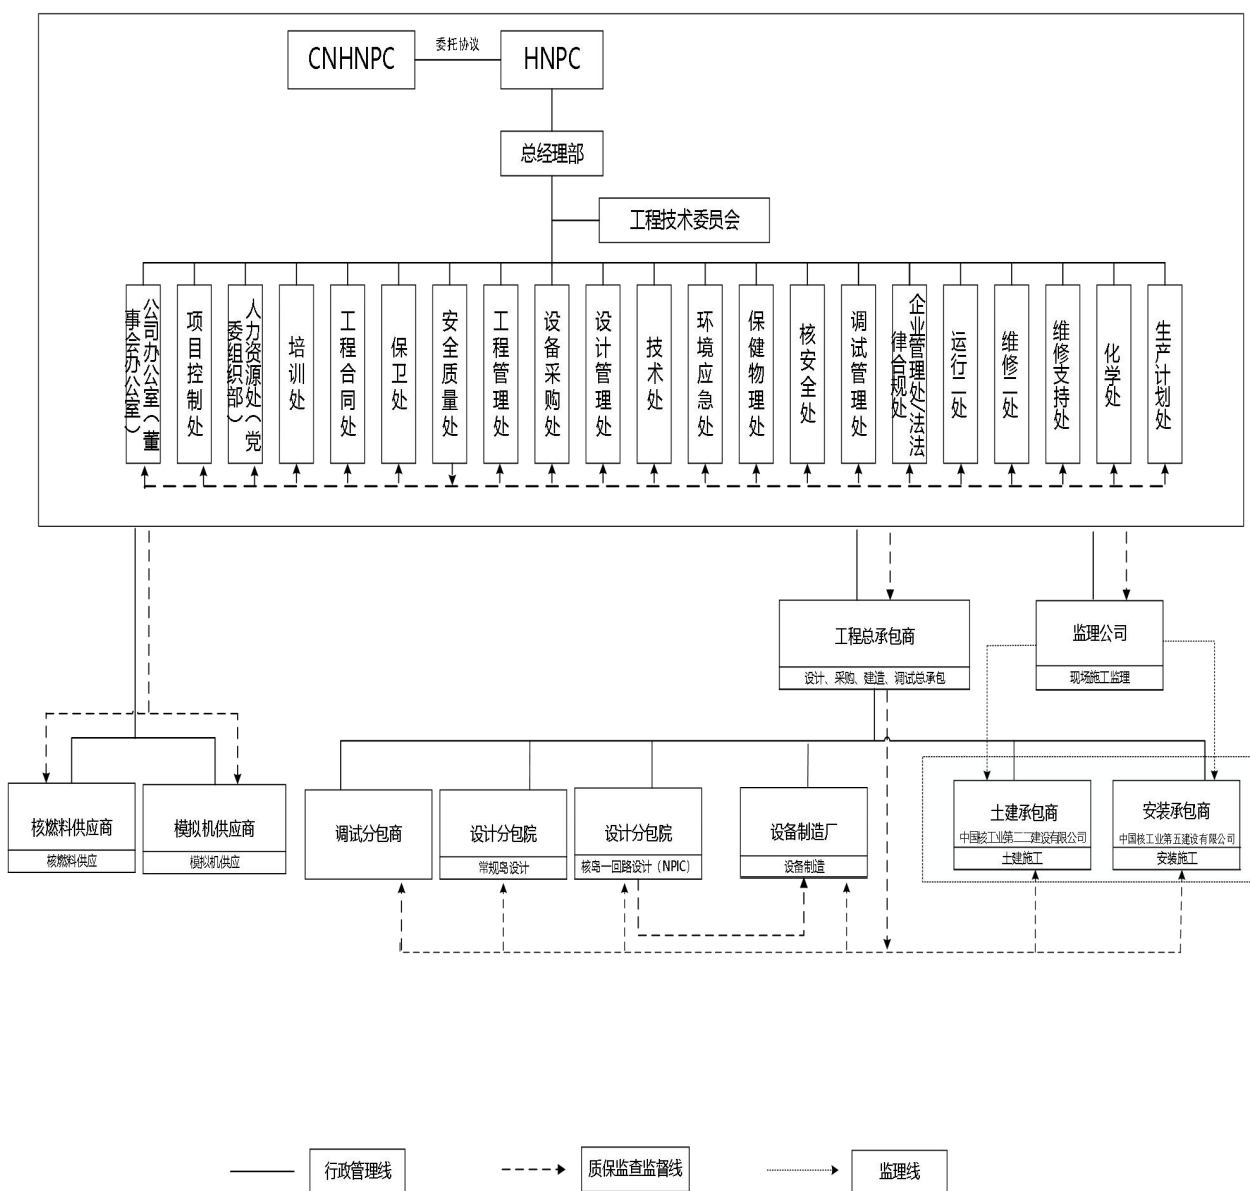 CNHNPC
委托协议
HNPC
总经理部
工程技术委员会
公司办公室（董
事会办公室）
项目控制处
人力资源处（党
委组织部）
培训处
工程合同处
保卫处
安全质量处
工程管理处
设备采购处
设计管理处
技术处
环境应急处
保健物理处
核安全处
调试管理处
企业管理处/法法
律合规处
运行二处
维修二处
维修支持处
化学处
生产计划处
工程总承包商
设计、采购、建造、调试总承包
监理公司
现场施工监理
核燃料供应商
核燃料供应
模拟机供应商
模拟机供应
调试分包商
设计分包院
常规岛设计
设计分包院
核岛一回路设计（NPIC）
设备制造厂
设备制造
土建承包商
中国核工业第二二建设有限公司
土建施工
安装承包商
中国核工业第五建设有限公司
安装施工
行政管理线
质保监查监督线
监理线